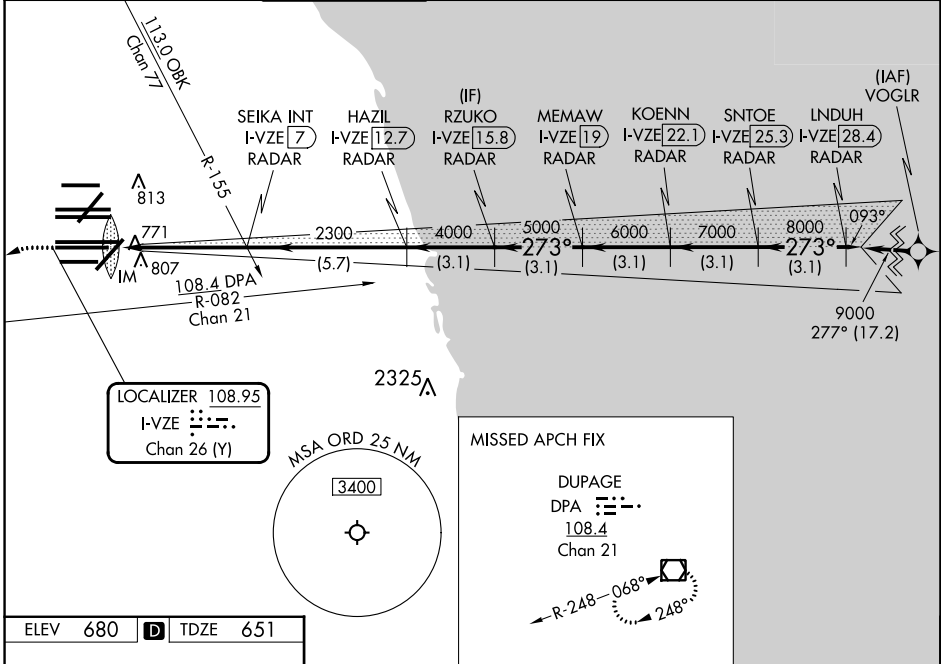 113.0 OBK
Chan 77
R-155
SEIKA INT
I-VZE 7
RADAR
HAZIL
I-VZE 12.7
RADAR
(IF)
RZUKO
I-VZE 15.8
RADAR
MEMAW
I-VZE 19
RADAR
KOENN
I-VZE 22.1
RADAR
SNTOE
I-VZE 25.3
RADAR
LNDUH
I-VZE 28.4
RADAR
(IAF)
VOGLR
813
771
807
IM
2300
(5.7)
4000
(3.1)
5000
273°
(3.1)
6000
(3.1)
7000
(3.1)
8000
273°
(3.1)
093°
9000
277° (17.2)
108.4 DPA
R-082
Chan 21
LOCALIZER 108.95
I-VZE
Chan 26 (Y)
2325
MSA ORD 25 NM
3400
MISSED APCH FIX
DUPAGE
DPA
108.4
Chan 21
R-248
068°
248°
ELEV 680 D TDZE 651